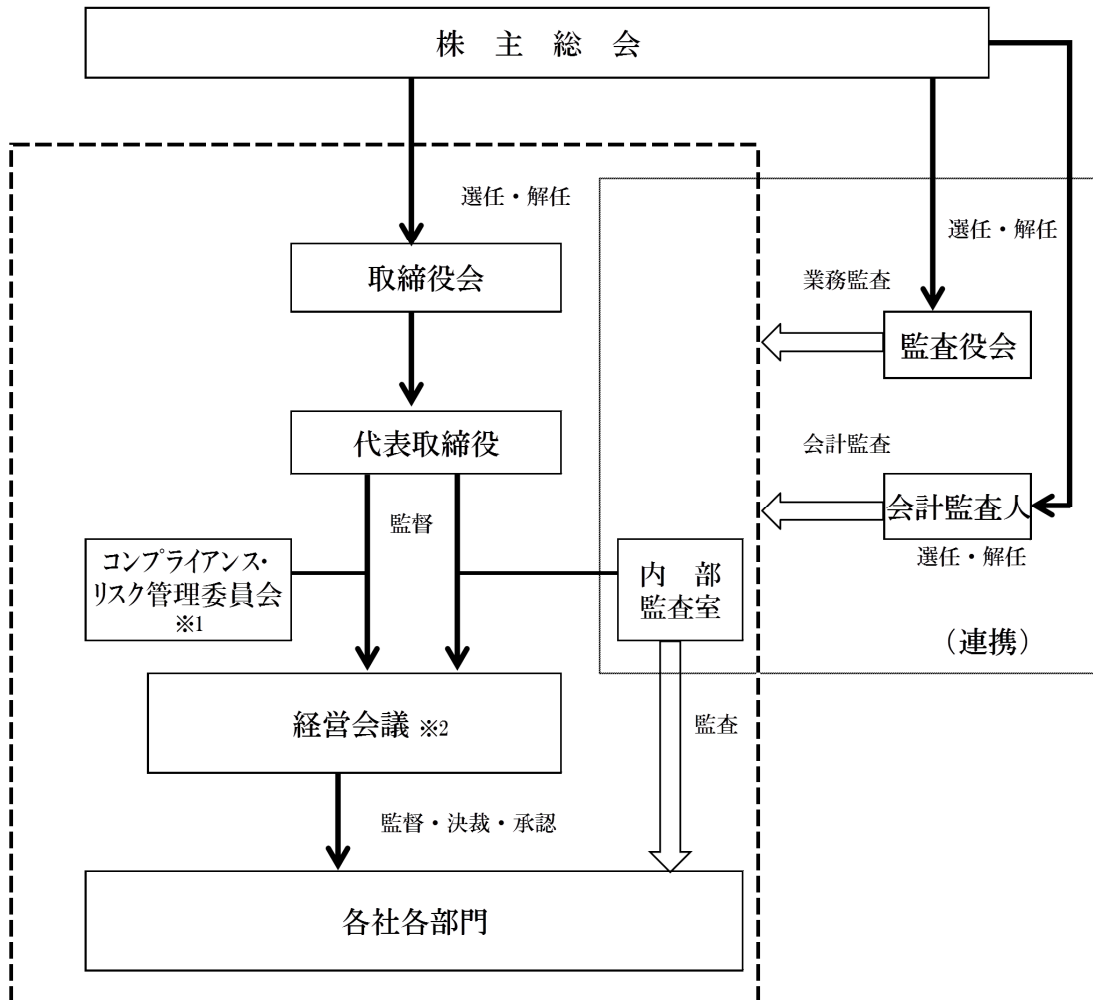 株 主 総 会
選任・解任
選任・解任
取締役会
業務監査
監査役会
代表取締役
会計監査
会計監査人
選任・解任
監督
コンプライアンス・
リスク管理委員会
※1
内 部
監査室
(連携)
経営会議 ※2
監査
監督・決裁・承認
各社各部門